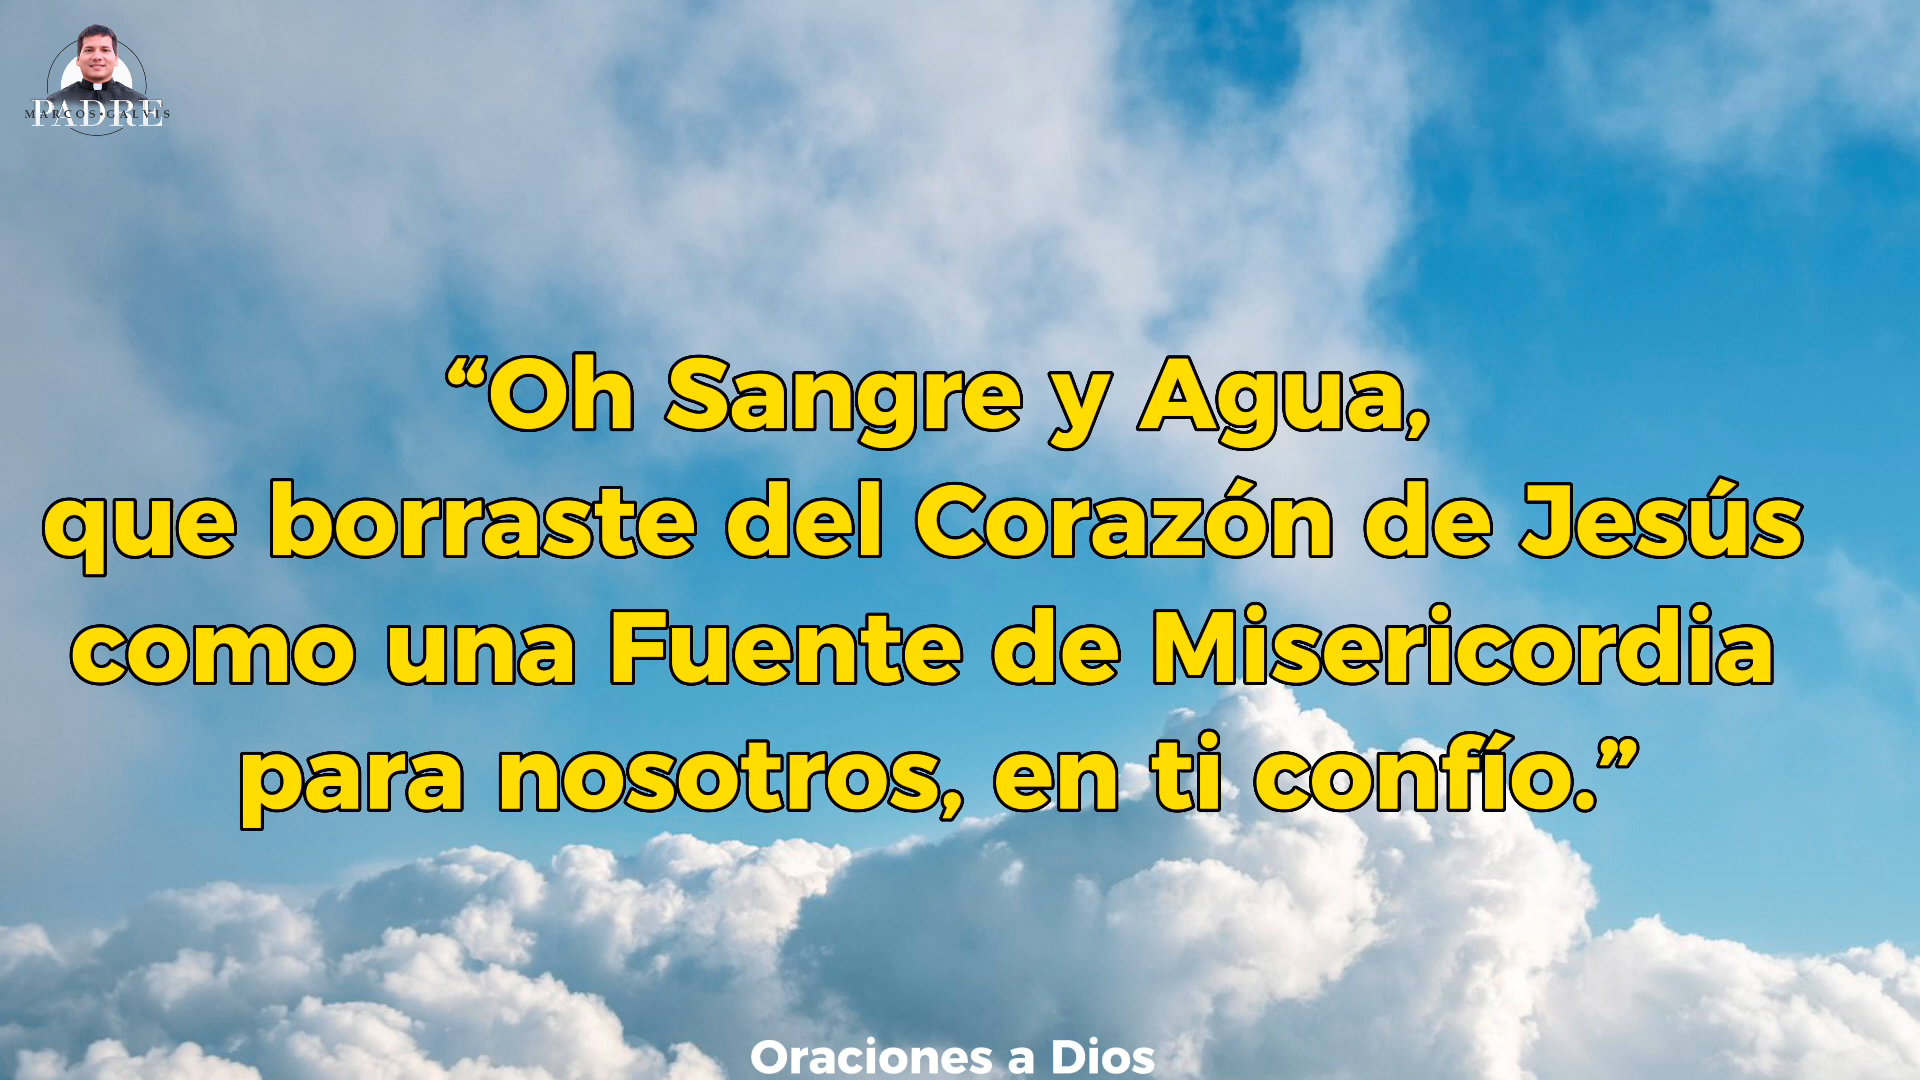 PADRE
MARCOS•GALVIS
“Oh Sangre y Agua,
que borraste del Corazón de Jesús
como una Fuente de Misericordia
para nosotros, en ti confío.”
Oraciones a Dios